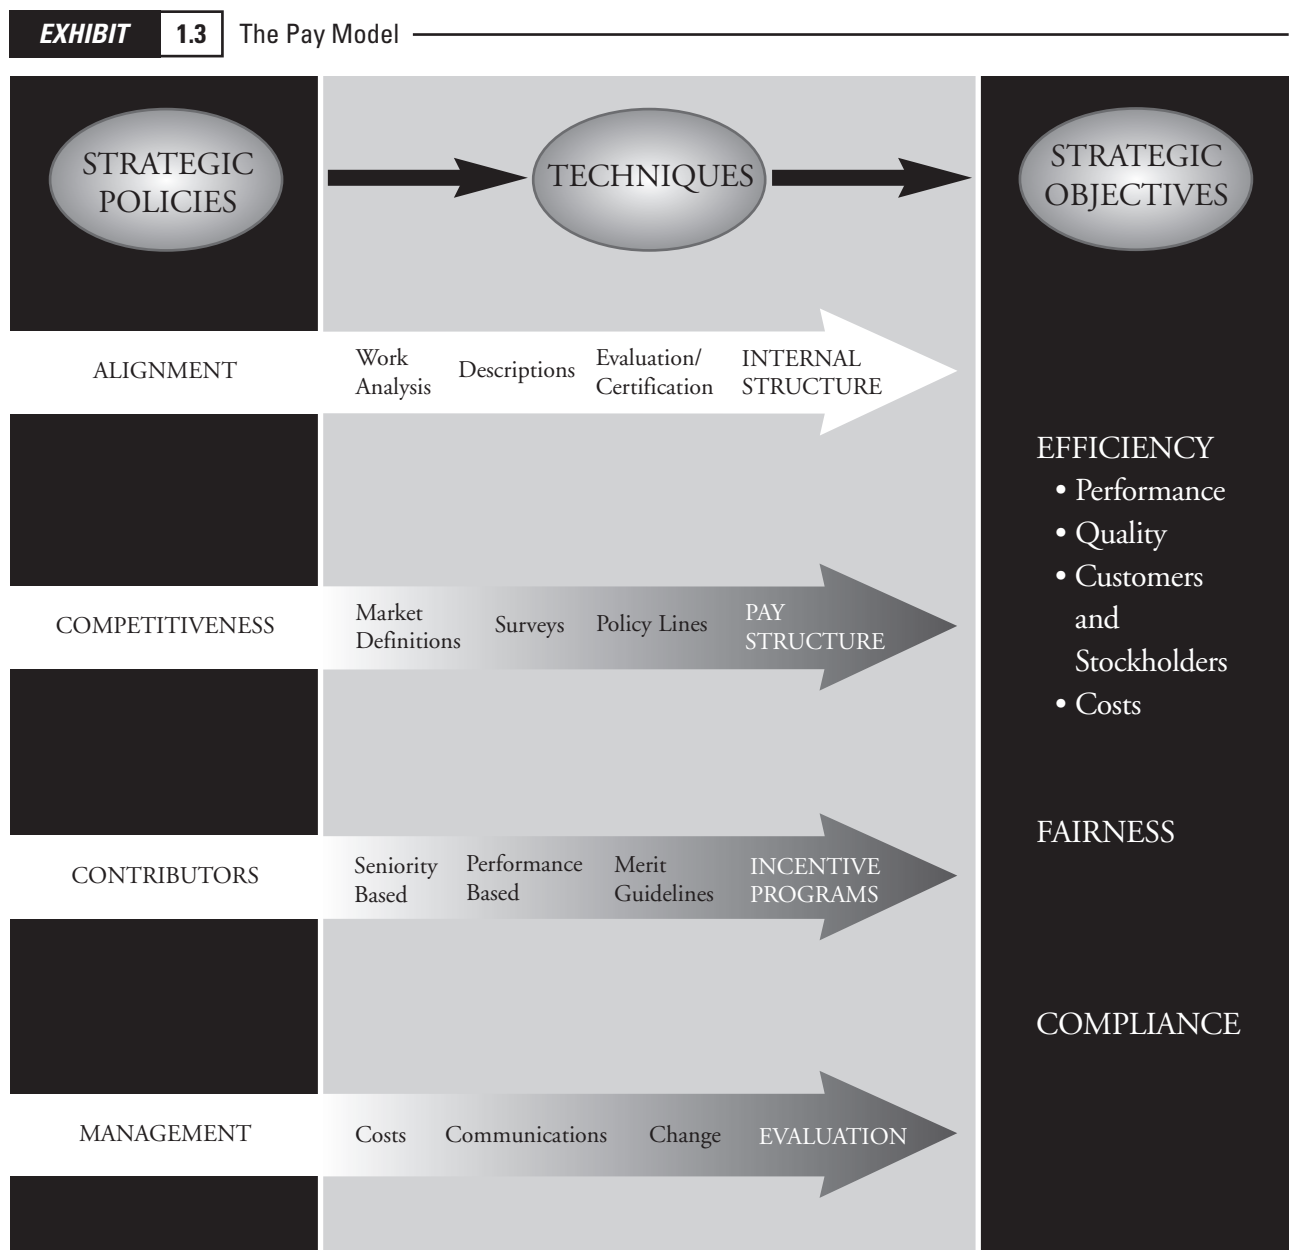 EXHIBIT 1.3 The Pay Model
STRATEGIC
POLICIES
TECHNIQUES
STRATEGIC
OBJECTIVES
ALIGNMENT
Work
Analysis
Descriptions
Evaluation/
Certification
INTERNAL
STRUCTURE
COMPETITIVENESS
Market
Definitions
Surveys
Policy Lines
PAY
STRUCTURE
CONTRIBUTORS
Seniority
Based
Performance
Based
Merit
Guidelines
INCENTIVE
PROGRAMS
MANAGEMENT
Costs
Communications
Change
EVALUATION
EFFICIENCY
• Performance
• Quality
• Customers
and
Stockholders
• Costs
FAIRNESS
COMPLIANCE